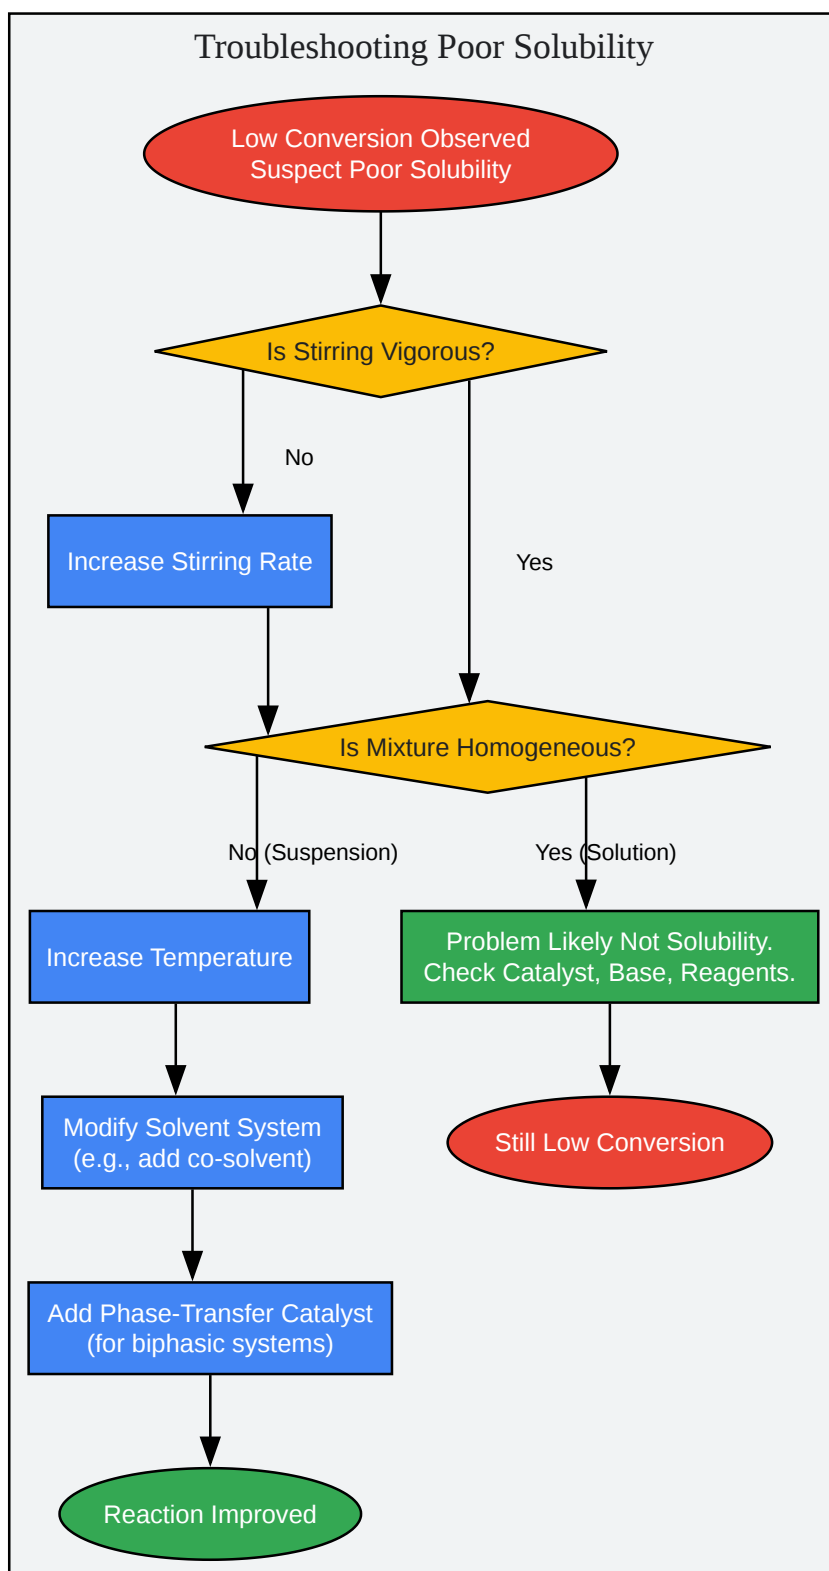 Troubleshooting Poor Solubility
Low Conversion Observed
Suspect Poor Solubility
Is Stirring Vigorous?
No
Increase Stirring Rate
Yes
Is Mixture Homogeneous?
No (Suspension)
Yes (Solution)
Increase Temperature
Problem Likely Not Solubility.
Check Catalyst, Base, Reagents.
Modify Solvent System
(e.g., add co-solvent)
Still Low Conversion
Add Phase-Transfer Catalyst
(for biphasic systems)
Reaction Improved